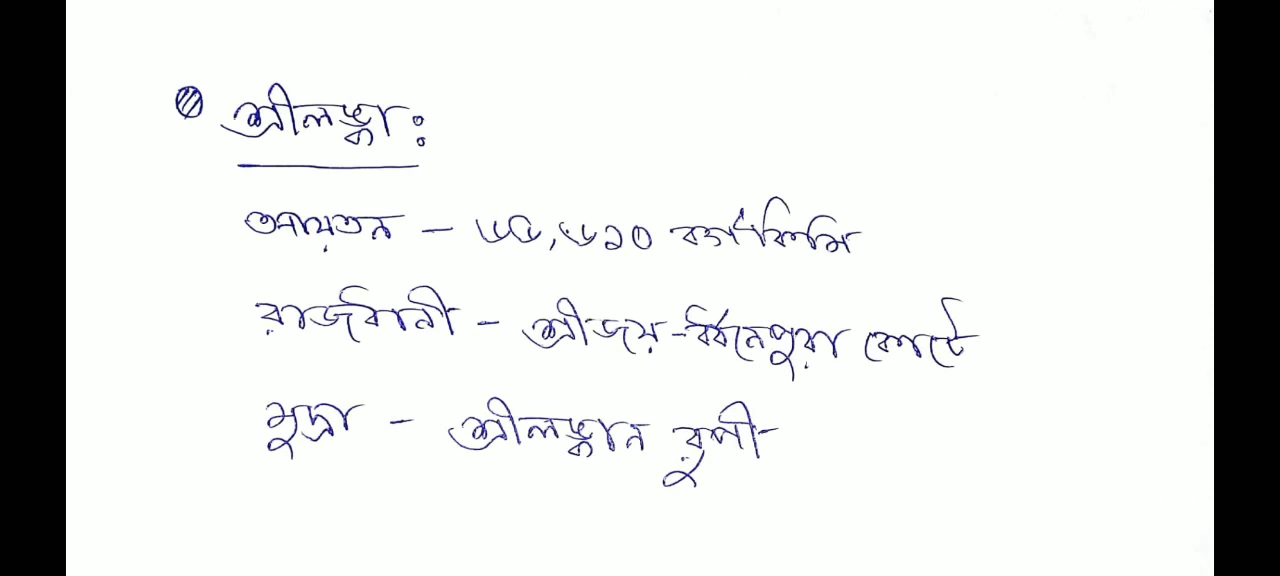 শ্রীলঙ্কা:
আয়তন - ৬৫,৬১০ বর্গকিমি
রাজধানী - শ্রীজয়-বর্ধনেপুরা কোর্টে
মুদ্রা - শ্রীলঙ্কান রুপী